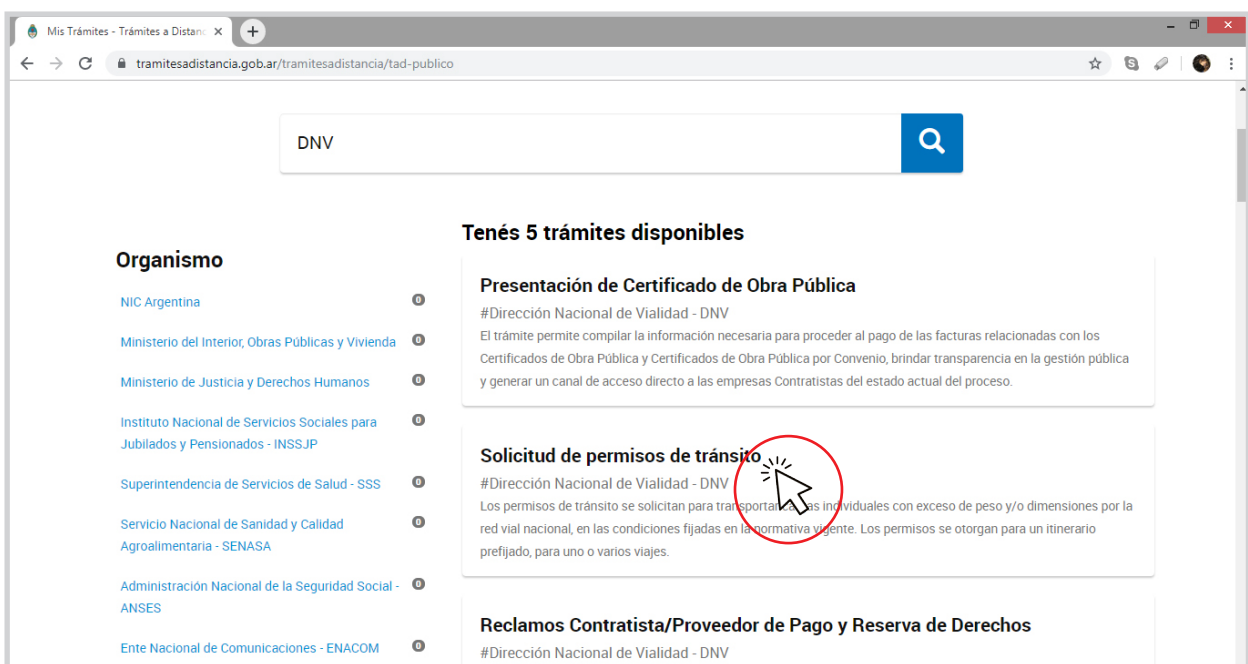 Mis Trámites - Trámites a Distanc
tramitesadistancia.gob.ar/tramitesadistancia/tad-publico
DNV
Organismo
NIC Argentina 0
Ministerio del Interior, Obras Públicas y Vivienda 0
Ministerio de Justicia y Derechos Humanos 0
Instituto Nacional de Servicios Sociales para 0
Jubilados y Pensionados - INSSJP
Superintendencia de Servicios de Salud - SSS 0
Servicio Nacional de Sanidad y Calidad 0
Agroalimentaria - SENASA
Administración Nacional de la Seguridad Social - 0
ANSES
Ente Nacional de Comunicaciones - ENACOM 0
Tenés 5 trámites disponibles
Presentación de Certificado de Obra Pública
#Dirección Nacional de Vialidad - DNV
El trámite permite compilar la información necesaria para proceder al pago de las facturas relacionadas con los
Certificados de Obra Pública y Certificados de Obra Pública por Convenio, brindar transparencia en la gestión pública
y generar un canal de acceso directo a las empresas Contratistas del estado actual del proceso.
Solicitud de permisos de tránsito
#Dirección Nacional de Vialidad - DNV
Los permisos de tránsito se solicitan para transportar cargas individuales con exceso de peso y/o dimensiones por la
red vial nacional, en las condiciones fijadas en la normativa vigente. Los permisos se otorgan para un itinerario
prefijado, para uno o varios viajes.
Reclamos Contratista/Proveedor de Pago y Reserva de Derechos
#Dirección Nacional de Vialidad - DNV